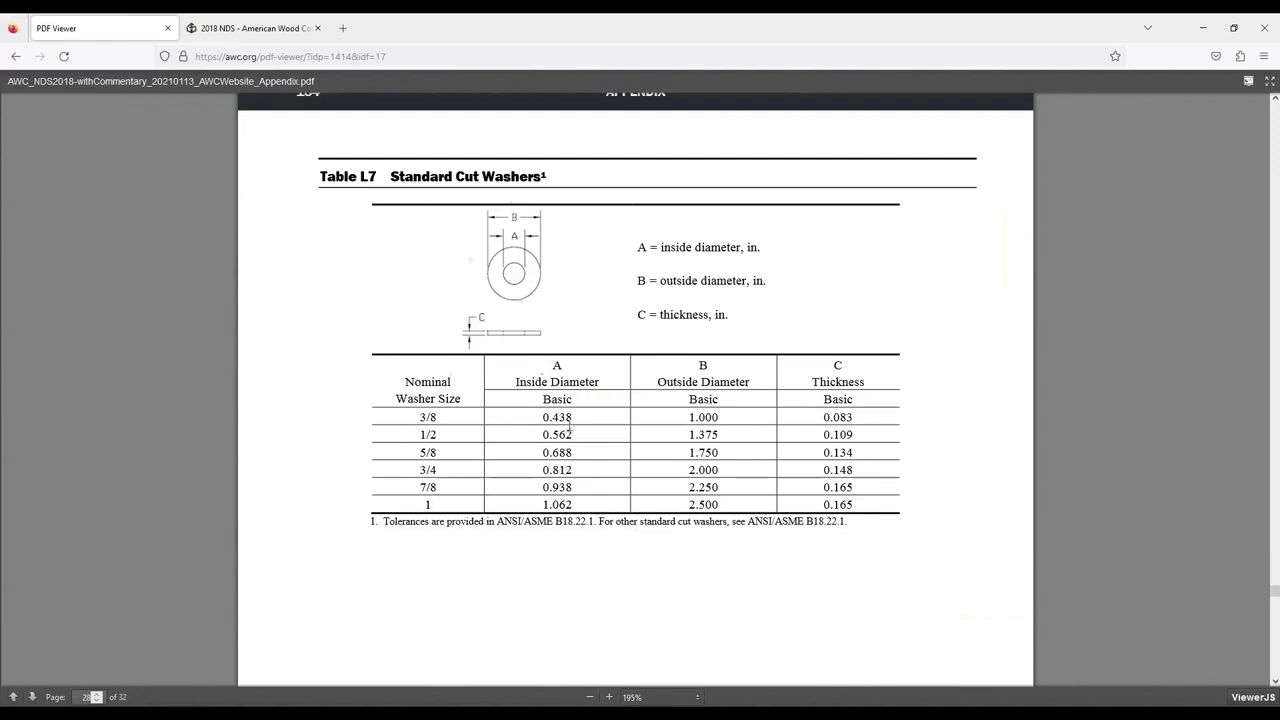 PDF Viewer
2018 NDS - American Wood Co
https://awc.org/pdf-viewer/?idp=1414&idf=17
AWC_NDS2018-withCommentary_20210113_AWCWebsite_Appendix.pdf
184 APPENDIX
Table L7 Standard Cut Washers¹
B
A
C
A = inside diameter, in.
B = outside diameter, in.
C = thickness, in.
A B C
Nominal Inside Diameter Outside Diameter Thickness
Washer Size Basic Basic Basic
3/8 0.438 1.000 0.083
1/2 0.562 1.375 0.109
5/8 0.688 1.750 0.134
3/4 0.812 2.000 0.148
7/8 0.938 2.250 0.165
1 1.062 2.500 0.165
1. Tolerances are provided in ANSI/ASME B18.22.1. For other standard cut washers, see ANSI/ASME B18.22.1.
Page: 28 of 32
195%
ViewerJS